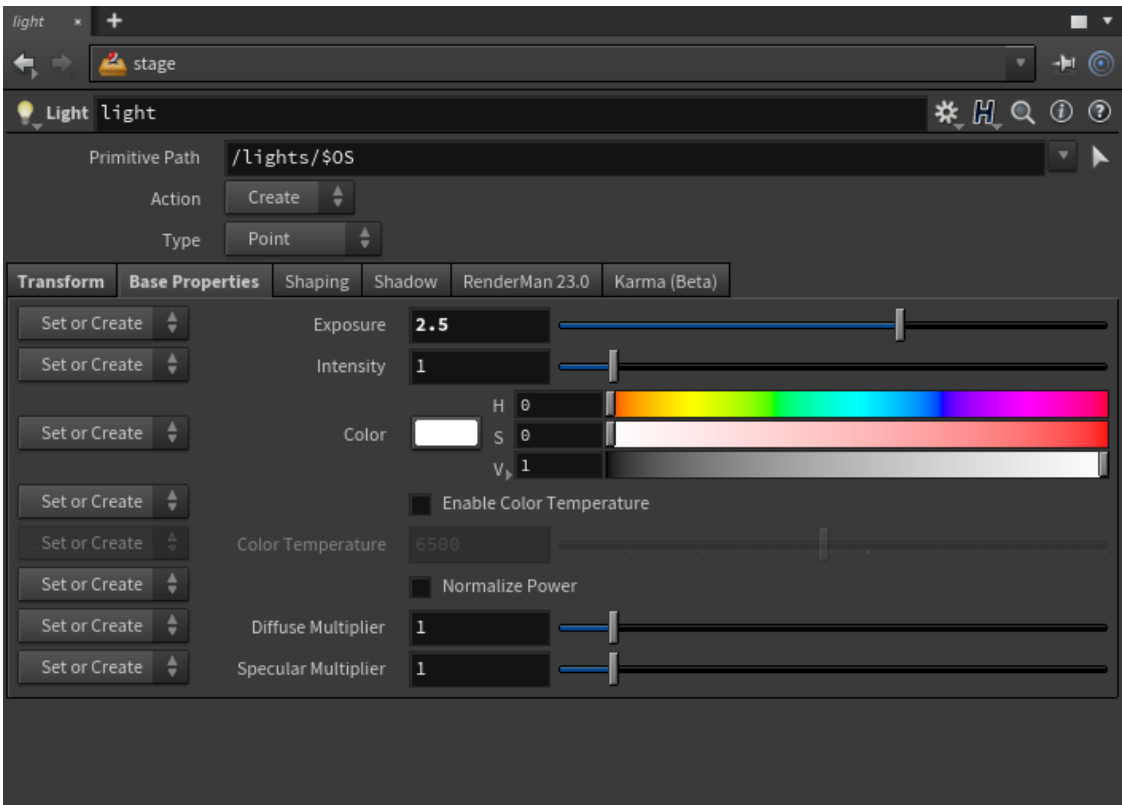 light × +
stage
Light light
Primitive Path /lights/$OS
Action Create
Type Point
Transform Base Properties Shaping Shadow RenderMan 23.0 Karma (Beta)
Set or Create Exposure 2.5
Set or Create Intensity 1
H 0
Set or Create Color S 0
V 1
Set or Create Enable Color Temperature
Set or Create Color Temperature 6500
Set or Create Normalize Power
Set or Create Diffuse Multiplier 1
Set or Create Specular Multiplier 1